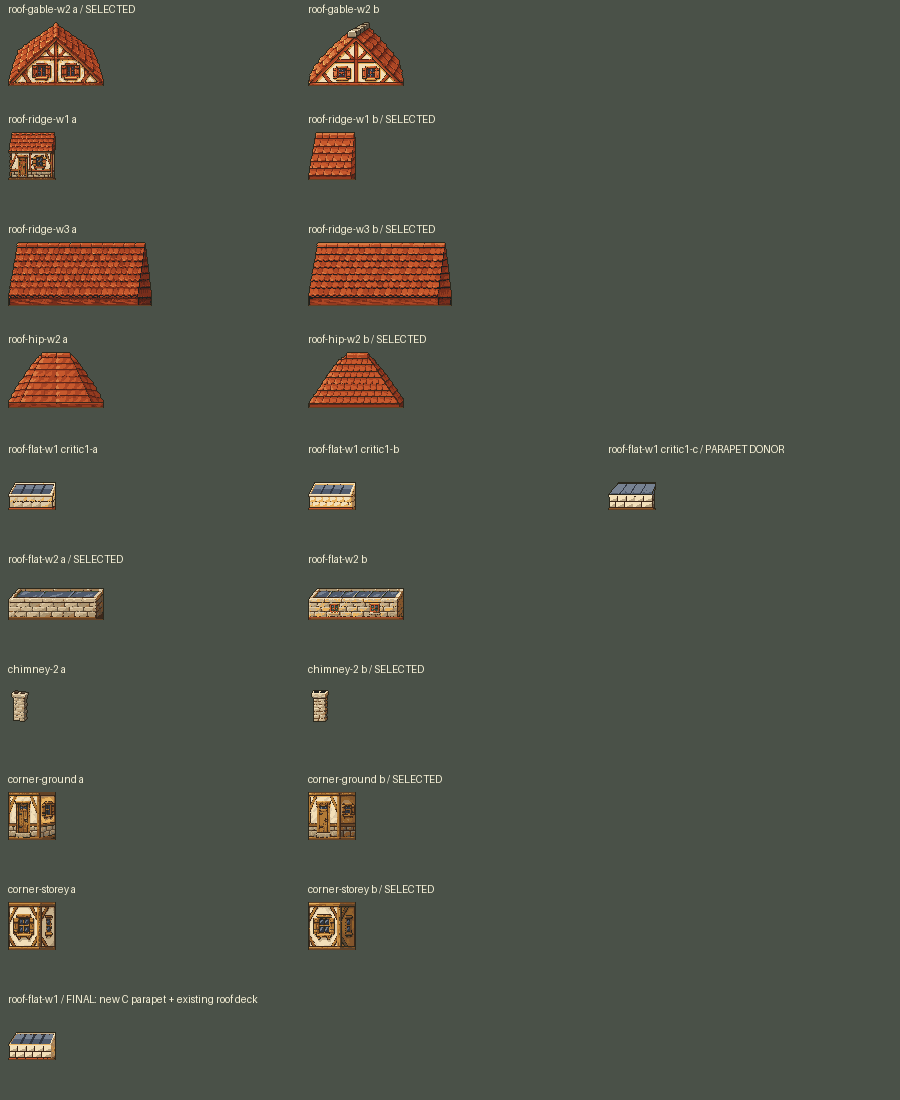 roof-gable-w2 a / SELECTED
roof-gable-w2 b
roof-ridge-w1 a
roof-ridge-w1 b / SELECTED
roof-ridge-w3 a
roof-ridge-w3 b / SELECTED
roof-hip-w2 a
roof-hip-w2 b / SELECTED
roof-flat-w1 critic1-a
roof-flat-w1 critic1-b
roof-flat-w1 critic1-c / PARAPET DONOR
roof-flat-w2 a / SELECTED
roof-flat-w2 b
chimney-2 a
chimney-2 b / SELECTED
corner-ground a
corner-ground b / SELECTED
corner-storey a
corner-storey b / SELECTED
roof-flat-w1 / FINAL: new C parapet + existing roof deck